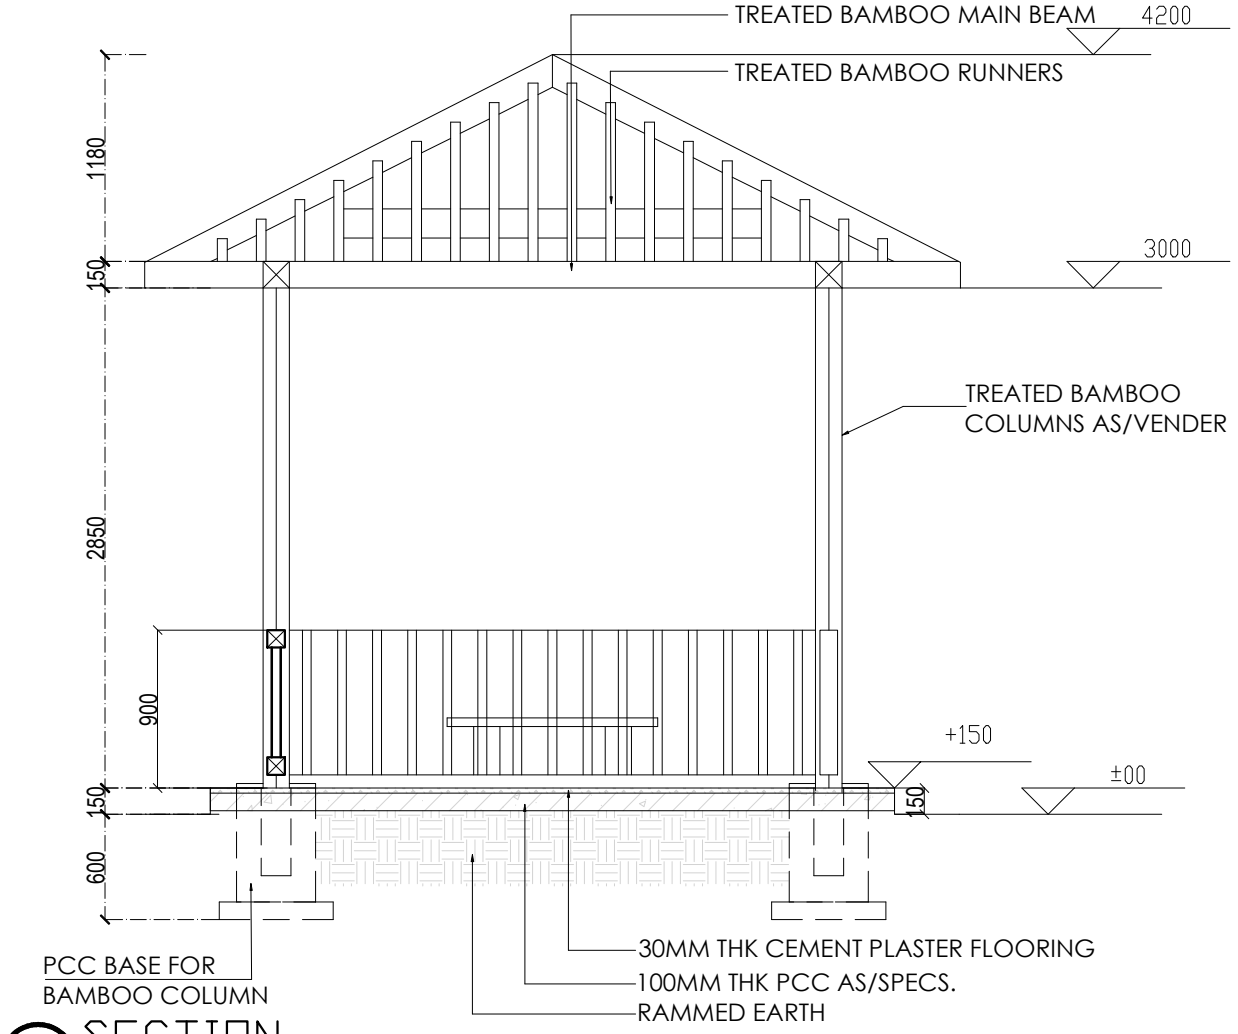 TREATED BAMBOO MAIN BEAM
4200
TREATED BAMBOO RUNNERS
1180
150
3000
TREATED BAMBOO
COLUMNS AS/VENDER
2850
900
+150
±00
150
150
600
30MM THK CEMENT PLASTER FLOORING
PCC BASE FOR
BAMBOO COLUMN
100MM THK PCC AS/SPECS.
RAMMED EARTH
SECTION